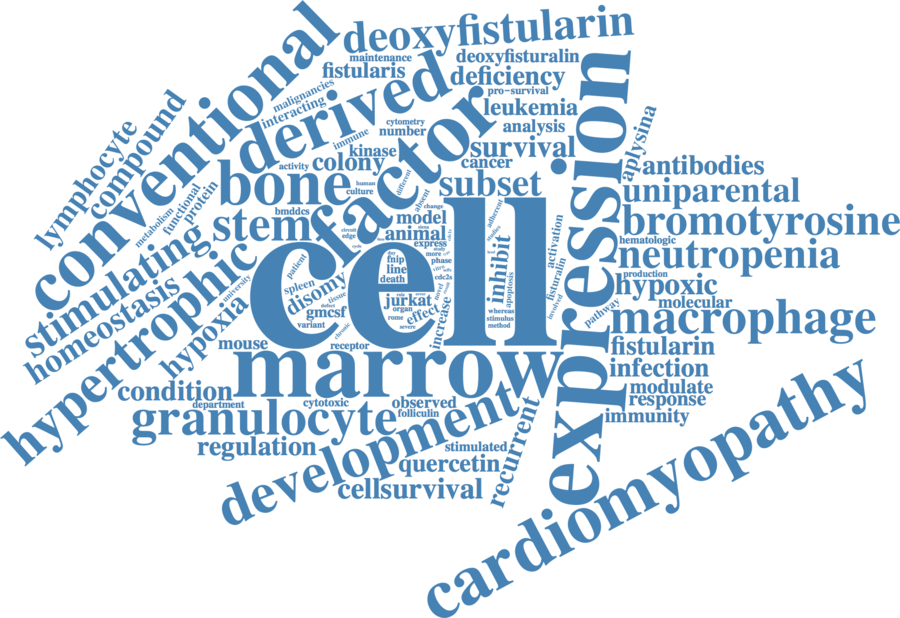 deoxyfistularin
conventional
maintenance
deoxyfisturalin
fistularis
derived
deficiency
malignancies
pro-survival
interacting
leukemia
compound
lymphocyte
factor
cytometry
number
analysis
immune
survival
expression
aplysina
kinase
activity
colony
cancer
antibodies
bone
human
culture
different
subset
uniparental
absent
protein
functional
metabolism
bmddcs
stem
model
change
adherent
bromotyrosine
circuit
edge
animal
studies
activation
hematologic
express
study
cell
cycle
more
neutropenia
stimulating
patient
fnip
phase
inhibit
line
death
cdc2s
apoptosis
production
hypoxic
homeostasis
hypertrophic
university
spleen
disomy
tissue
novel
fisturalin
involved
molecular
hypoxia
defect
gmcsf
jurkat
organ
effect
increase
whereas
stimulus
method
pathway
macrophage
variant
chronic
rome
severe
mouse
receptor
fistularin
marrow
infection
condition
modulate
department
cytotoxic
observed
response
granulocyte
folliculin
immunity
development
recurrent
cardiomyopathy
regulation
stimulated
quercetin
cellsurvival